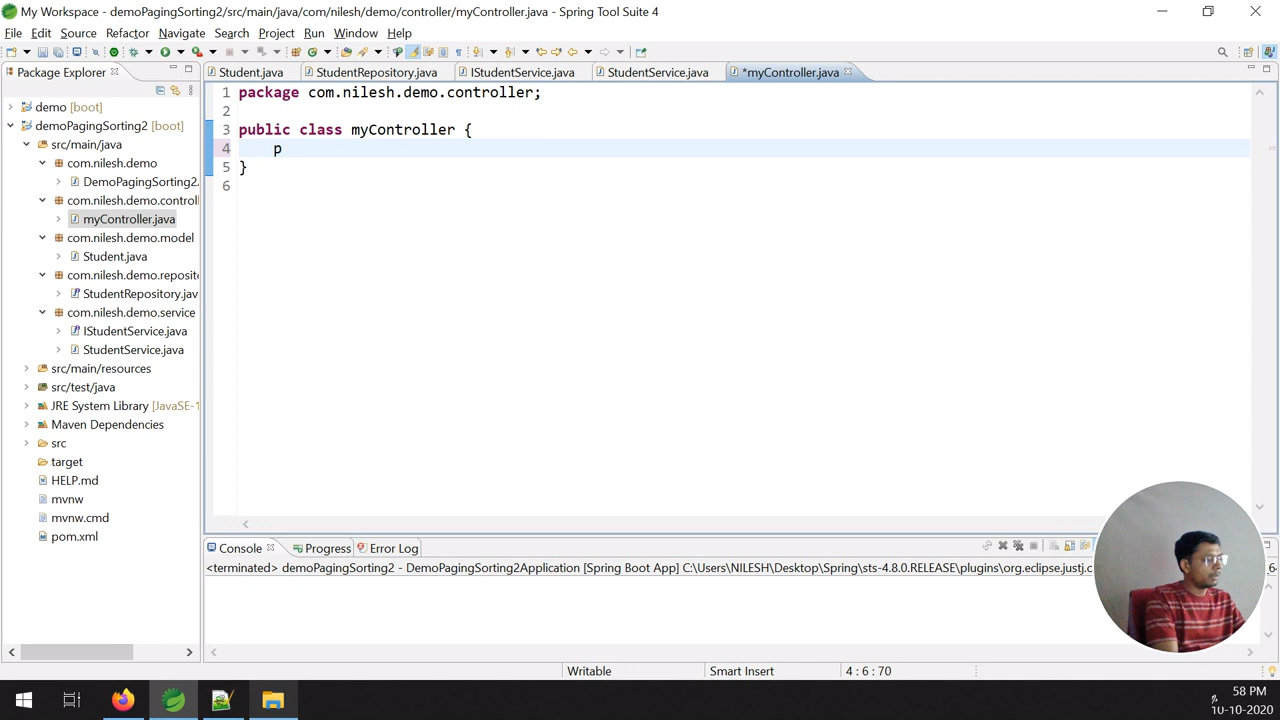 My Workspace - demoPagingSorting2/src/main/java/com/nilesh/demo/controller/myController.java - Spring Tool Suite 4
File Edit Source Refactor Navigate Search Project Run Window Help
Package Explorer
Student.java StudentRepository.java IStudentService.java StudentService.java *myController.java
demo [boot]
demoPagingSorting2 [boot]
src/main/java
com.nilesh.demo
DemoPagingSorting2
com.nilesh.demo.control
myController.java
com.nilesh.demo.model
Student.java
com.nilesh.demo.reposit
StudentRepository.jav
com.nilesh.demo.service
IStudentService.java
StudentService.java
src/main/resources
src/test/java
JRE System Library [JavaSE-1
Maven Dependencies
src
target
HELP.md
mvnw
mvnw.cmd
pom.xml
1 package com.nilesh.demo.controller;
2
3 public class myController {
4 p
5 }
6
Console Progress Error Log
<terminated> demoPagingSorting2 - DemoPagingSorting2Application [Spring Boot App] C:\Users\NILESH\Desktop\Spring\sts-4.8.0.RELEASE\plugins\org.eclipse.justj.c
Writable Smart Insert 4 : 6 : 70
58 PM
10-10-2020